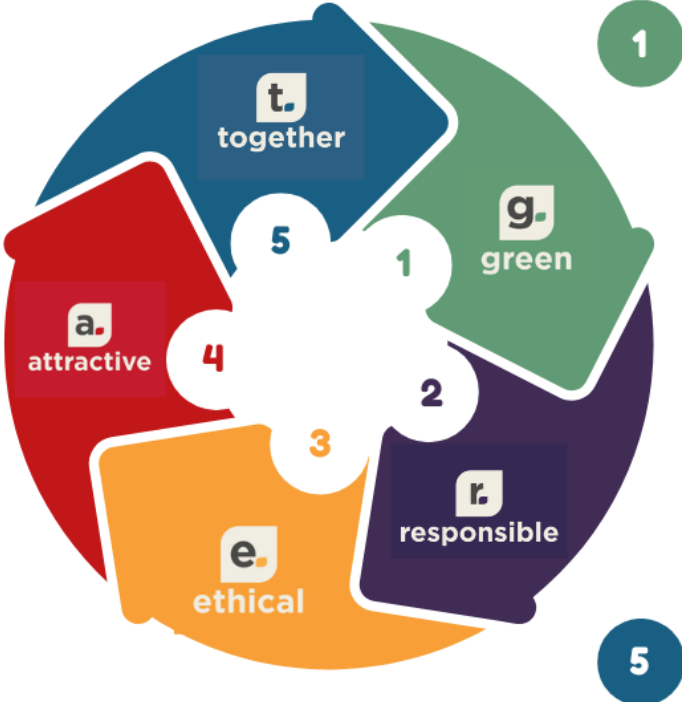 t.
together
5
g.
green
1
r.
responsible
2
e.
ethical
3
a.
attractive
4
1
5